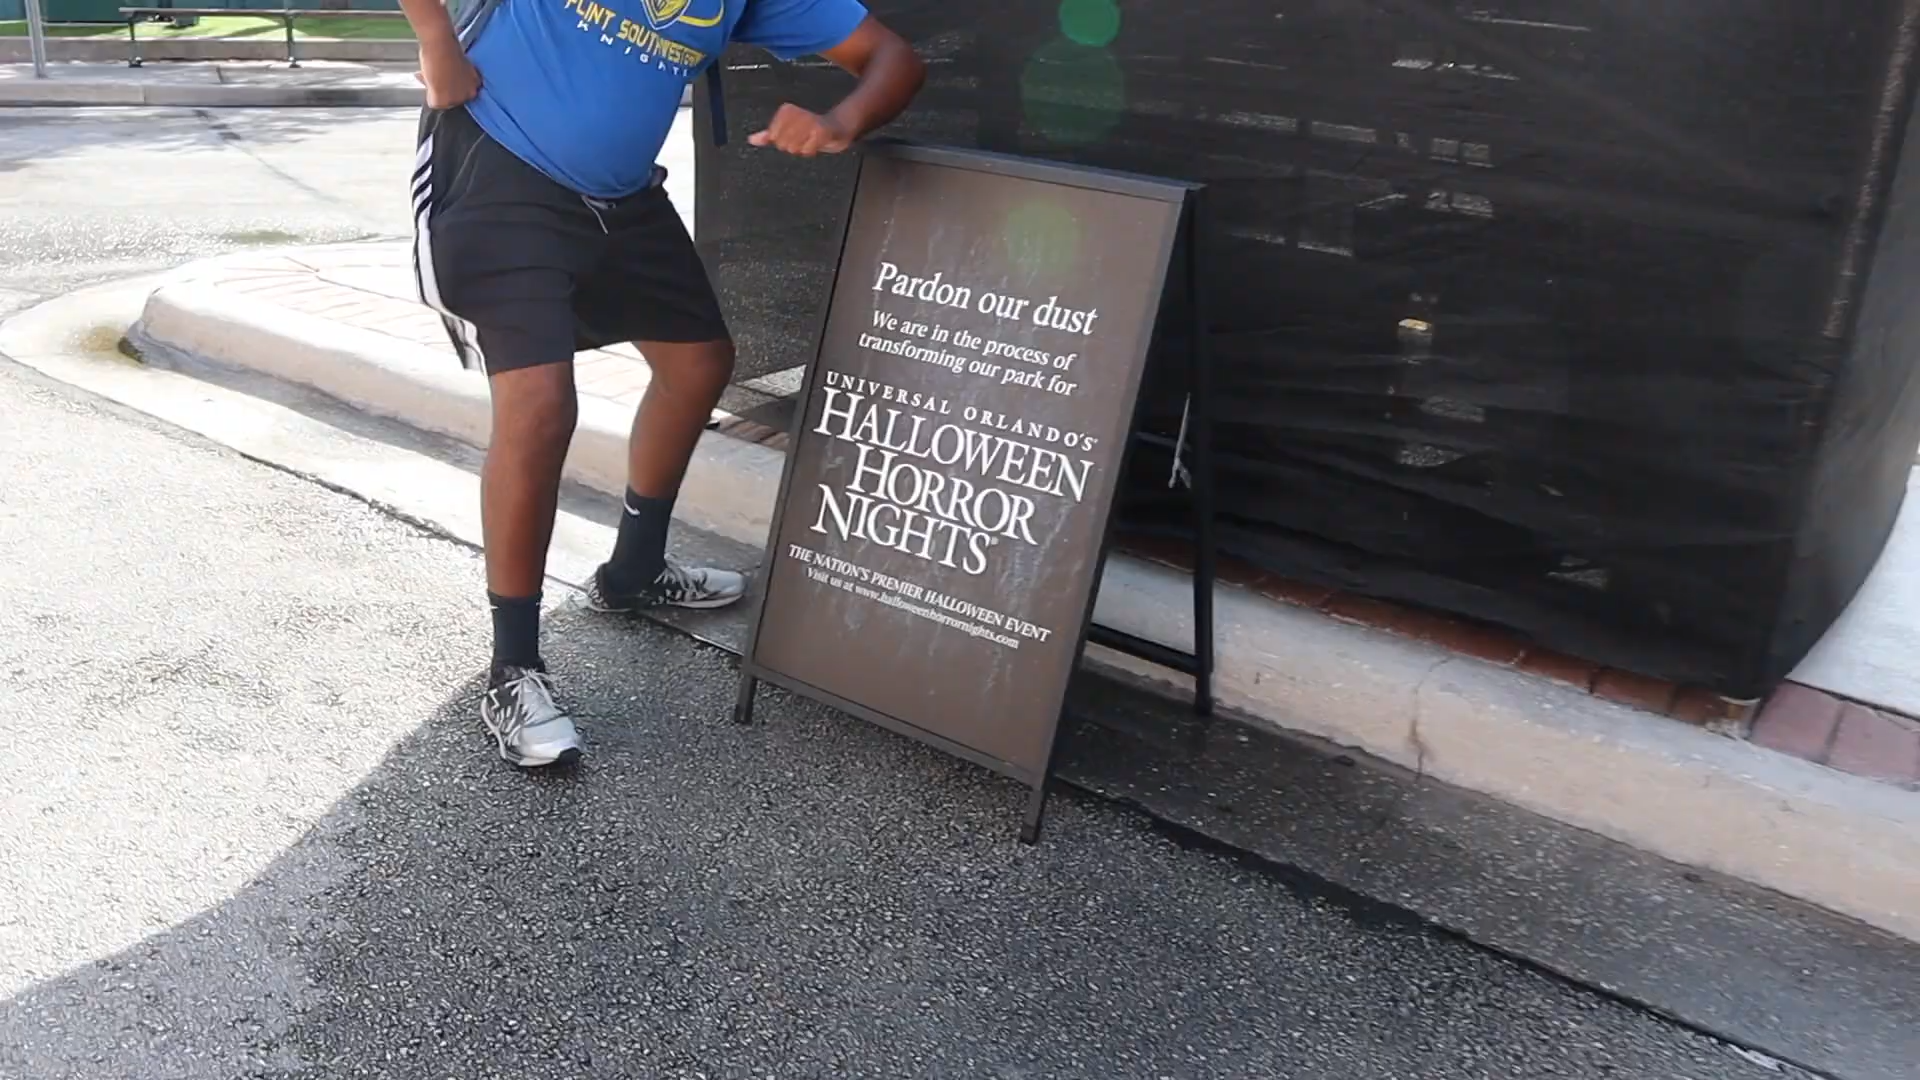 FLINT SOUTHWESTERN
KNIGHTS
Pardon our dust
We are in the process of
transforming our park for
UNIVERSAL ORLANDO'S®
HALLOWEEN
HORROR
NIGHTS®
THE NATION'S PREMIER HALLOWEEN EVENT
Visit us at www.halloweenhorrornights.com